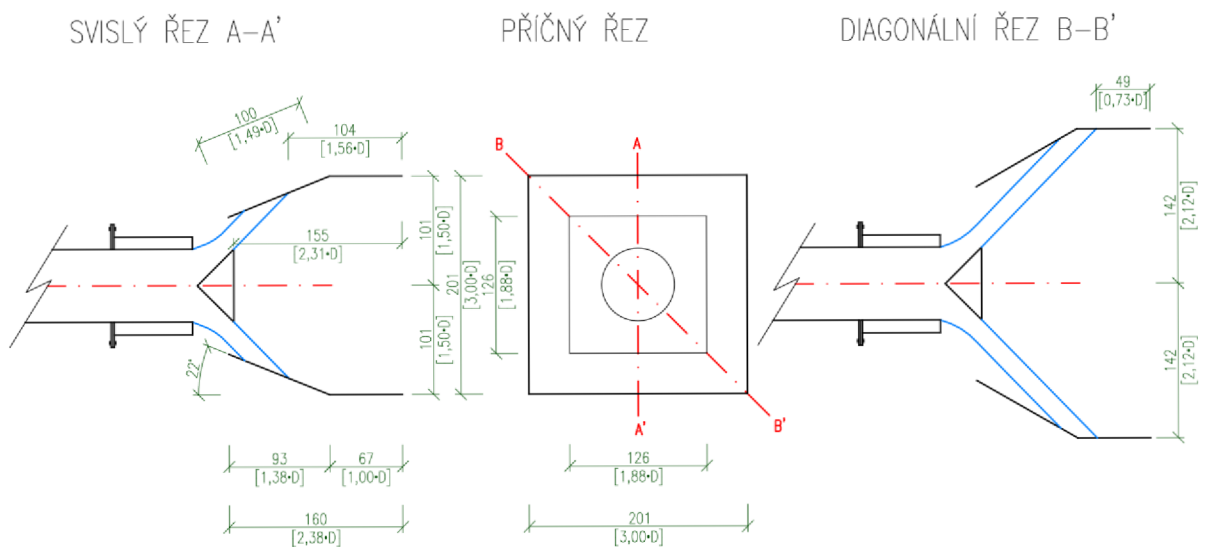 SVISLÝ ŘEZ A-A'
PŘÍČNÝ ŘEZ
DIAGONÁLNÍ ŘEZ B-B'
100
[1,49•D]
104
[1,56•D]
155
[2,31•D]
101
[1,50•D]
101
[1,50•D]
22°
93
[1,38•D]
67
[1,00•D]
160
[2,38•D]
201
[3,00•D]
126
[1,88•D]
B
A
A'
B'
126
[1,88•D]
201
[3,00•D]
49
[0,73•D]
142
[2,12•D]
142
[2,12•D]